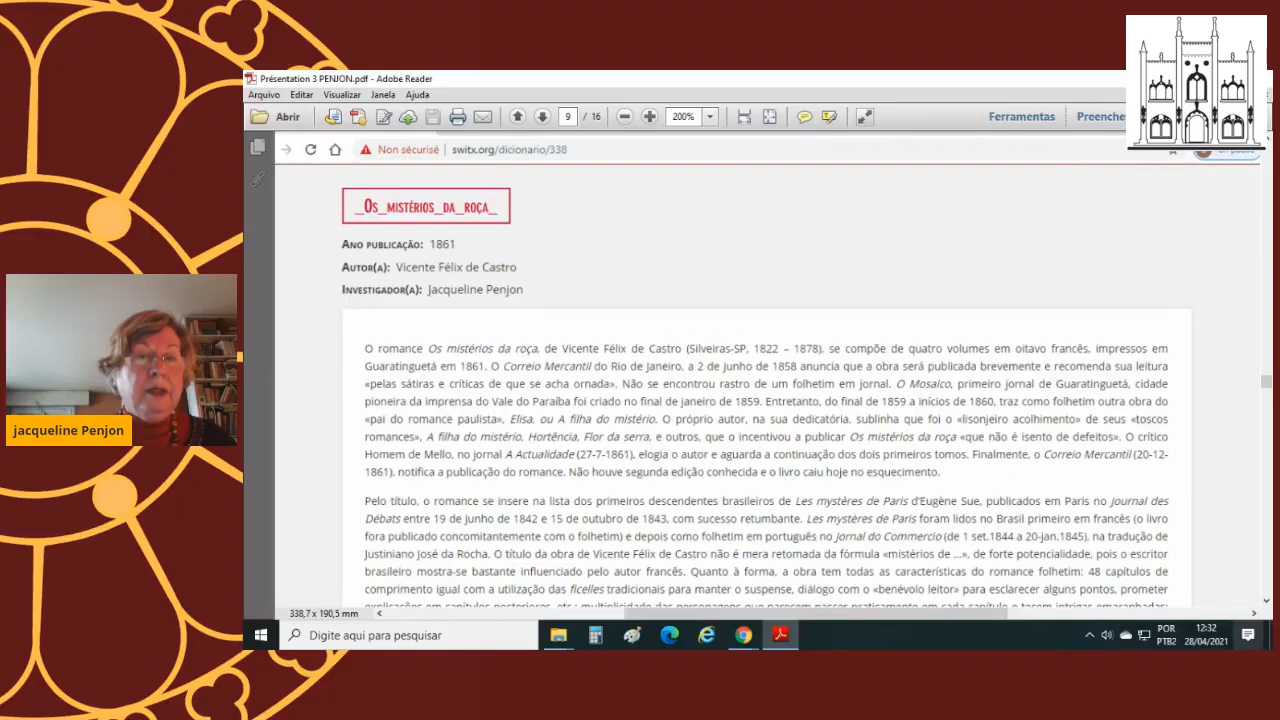 Présentation 3 PENJON.pdf - Adobe Reader
Arquivo Editar Visualizar Janela Ajuda
Abrir 9 / 16 200% Ferramentas Preenche
Non sécurisé switx.org/dicionario/338
_Os_mistérios_da_roça_
Ano publicação: 1861
Autor(a): Vicente Félix de Castro
Investigador(a): Jacqueline Penjon
O romance Os mistérios da roça, de Vicente Félix de Castro (Silveiras-SP, 1822 – 1878), se compõe de quatro volumes em oitavo francês, impressos em
Guaratinguetá em 1861. O Correio Mercantil do Rio de Janeiro, a 2 de junho de 1858 anuncia que a obra será publicada brevemente e recomenda sua leitura
«pelas sátiras e críticas de que se acha ornada». Não se encontrou rastro de um folhetim em jornal. O Mosaico, primeiro jornal de Guaratinguetá, cidade
pioneira da imprensa do Vale do Paraíba foi criado no final de janeiro de 1859. Entretanto, do final de 1859 a inícios de 1860, traz como folhetim outra obra do
«pai do romance paulista», Elisa, ou A filha do mistério. O próprio autor, na sua dedicatória, sublinha que foi o «lisonjeiro acolhimento» de seus «toscos
romances», A filha do mistério, Hortência, Flor da serra, e outros, que o incentivou a publicar Os mistérios da roça «que não é isento de defeitos». O crítico
Homem de Mello, no jornal A Actualidade (27-7-1861), elogia o autor e aguarda a continuação dos dois primeiros tomos. Finalmente, o Correio Mercantil (20-12-
1861), notifica a publicação do romance. Não houve segunda edição conhecida e o livro caiu hoje no esquecimento.
Pelo título, o romance se insere na lista dos primeiros descendentes brasileiros de Les mystères de Paris d'Eugène Sue, publicados em Paris no Journal des
Débats entre 19 de junho de 1842 e 15 de outubro de 1843, com sucesso retumbante. Les mystères de Paris foram lidos no Brasil primeiro em francês (o livro
fora publicado concomitantemente com o folhetim) e depois como folhetim em português no Jornal do Commercio (de 1 set.1844 a 20-jan.1845), na tradução de
Justiniano José da Rocha. O título da obra de Vicente Félix de Castro não é mera retomada da fórmula «mistérios de ...», de forte potencialidade, pois o escritor
brasileiro mostra-se bastante influenciado pelo autor francês. Quanto à forma, a obra tem todas as características do romance folhetim: 48 capítulos de
comprimento igual com a utilização das ficelles tradicionais para manter o suspense, diálogo com o «benévolo leitor» para esclarecer alguns pontos, prometer
explicações em capítulos posteriores, etc.; multiplicidade das personagens que parecem passar praticamente em cada capítulo e tecem intrigas emaranhadas;
jacqueline Penjon
338,7 x 190,5 mm
Digite aqui para pesquisar
POR
PTB2
12:32
28/04/2021